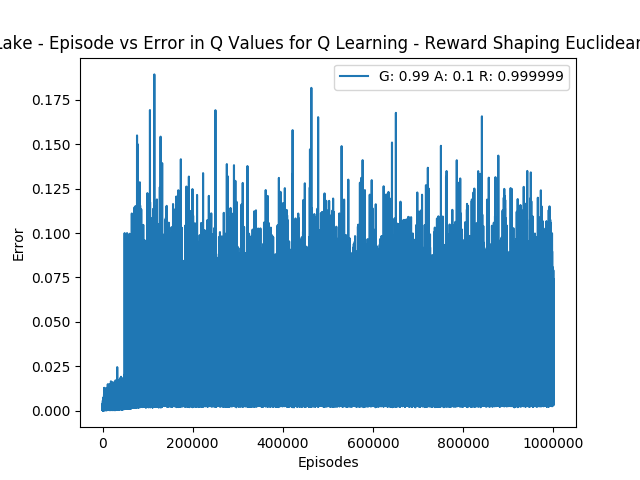 Lake - Episode vs Error in Q Values for Q Learning - Reward Shaping Euclidean
G: 0.99 A: 0.1 R: 0.999999
0.175
0.150
0.125
0.100
0.075
0.050
0.025
0.000
Error
0 200000 400000 600000 800000 1000000
Episodes